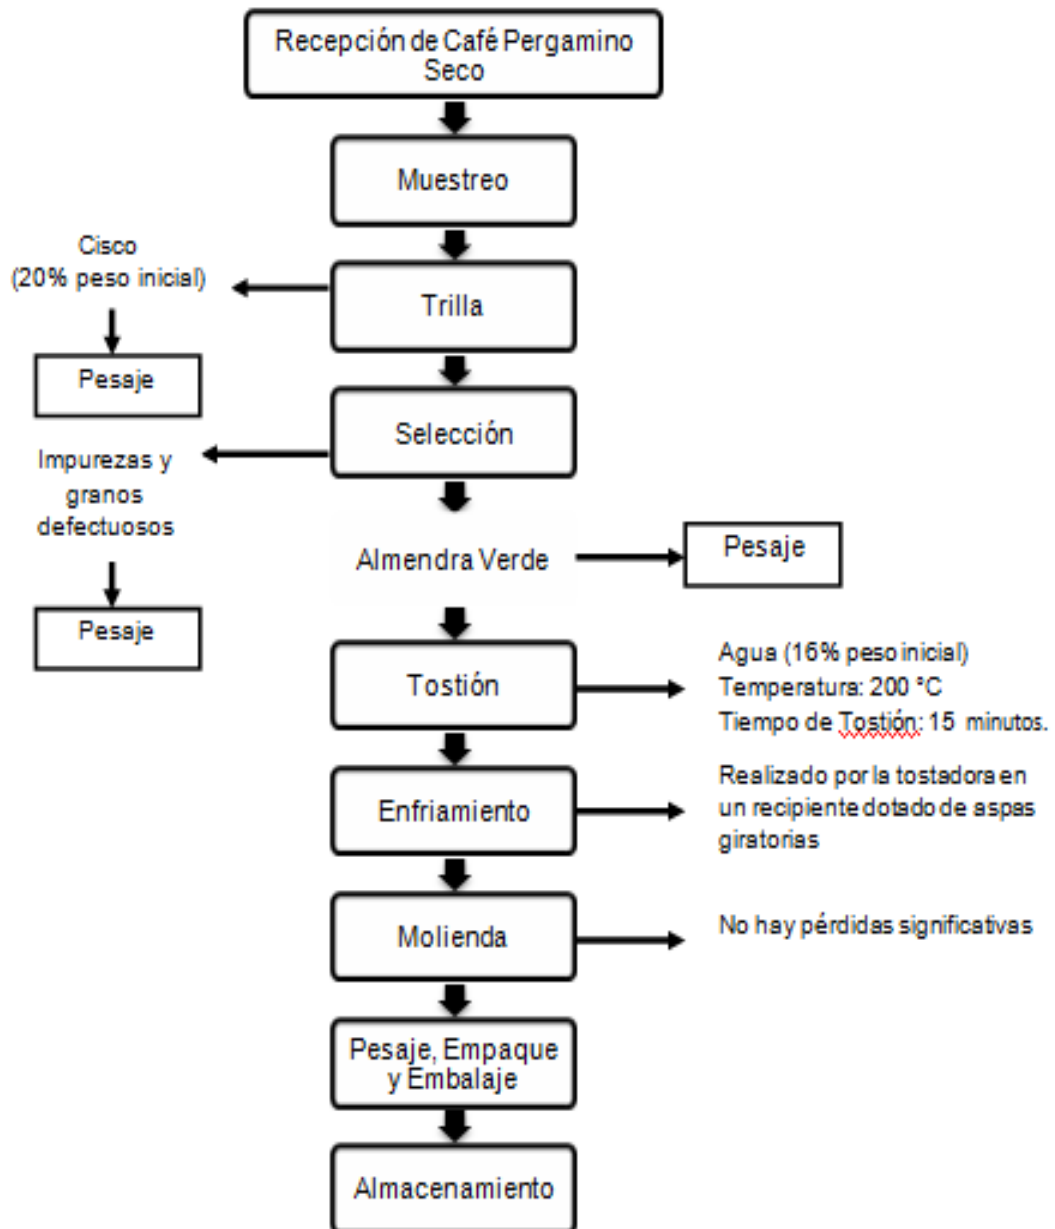 Recepción de Café Pergamino
Seco
Muestreo
Cisco
(20% peso inicial)
Trilla
Pesaje
Selección
Impurezas y
granos
defectuosos
Almendra Verde
Pesaje
Pesaje
Tostión
Agua (16% peso inicial)
Temperatura: 200 °C
Tiempo de Tostión: 15 minutos.
Enfriamiento
Realizado por la tostadora en
un recipiente dotado de aspas
giratorias
Molienda
No hay pérdidas significativas
Pesaje, Empaque
y Embalaje
Almacenamiento